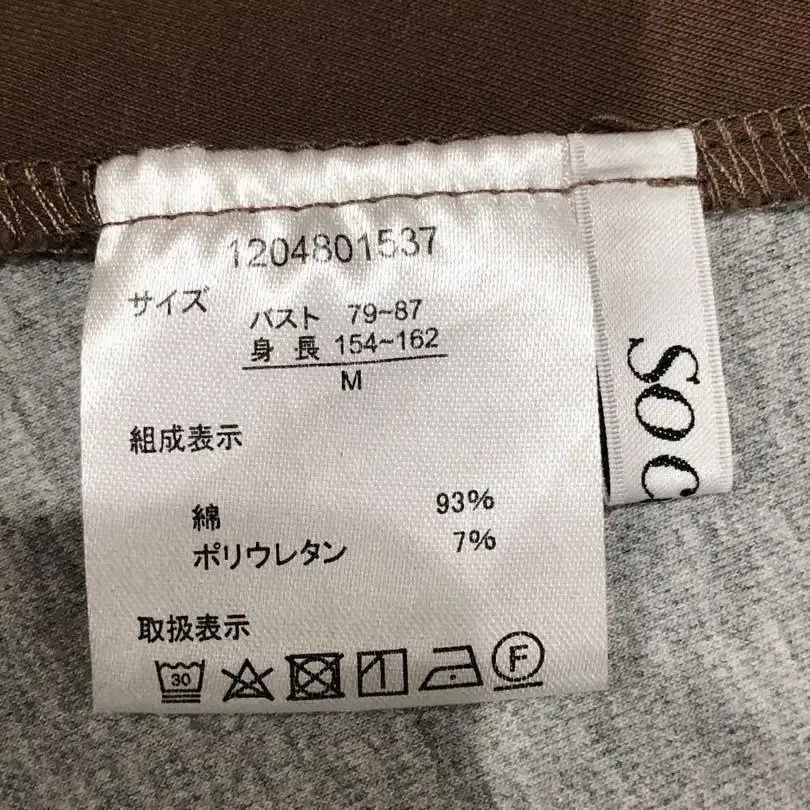 1204801537
サイズ
バスト 79~87
身長 154~162
M
組成表示
綿 93%
ポリウレタン 7%
取扱表示
30
F
SO